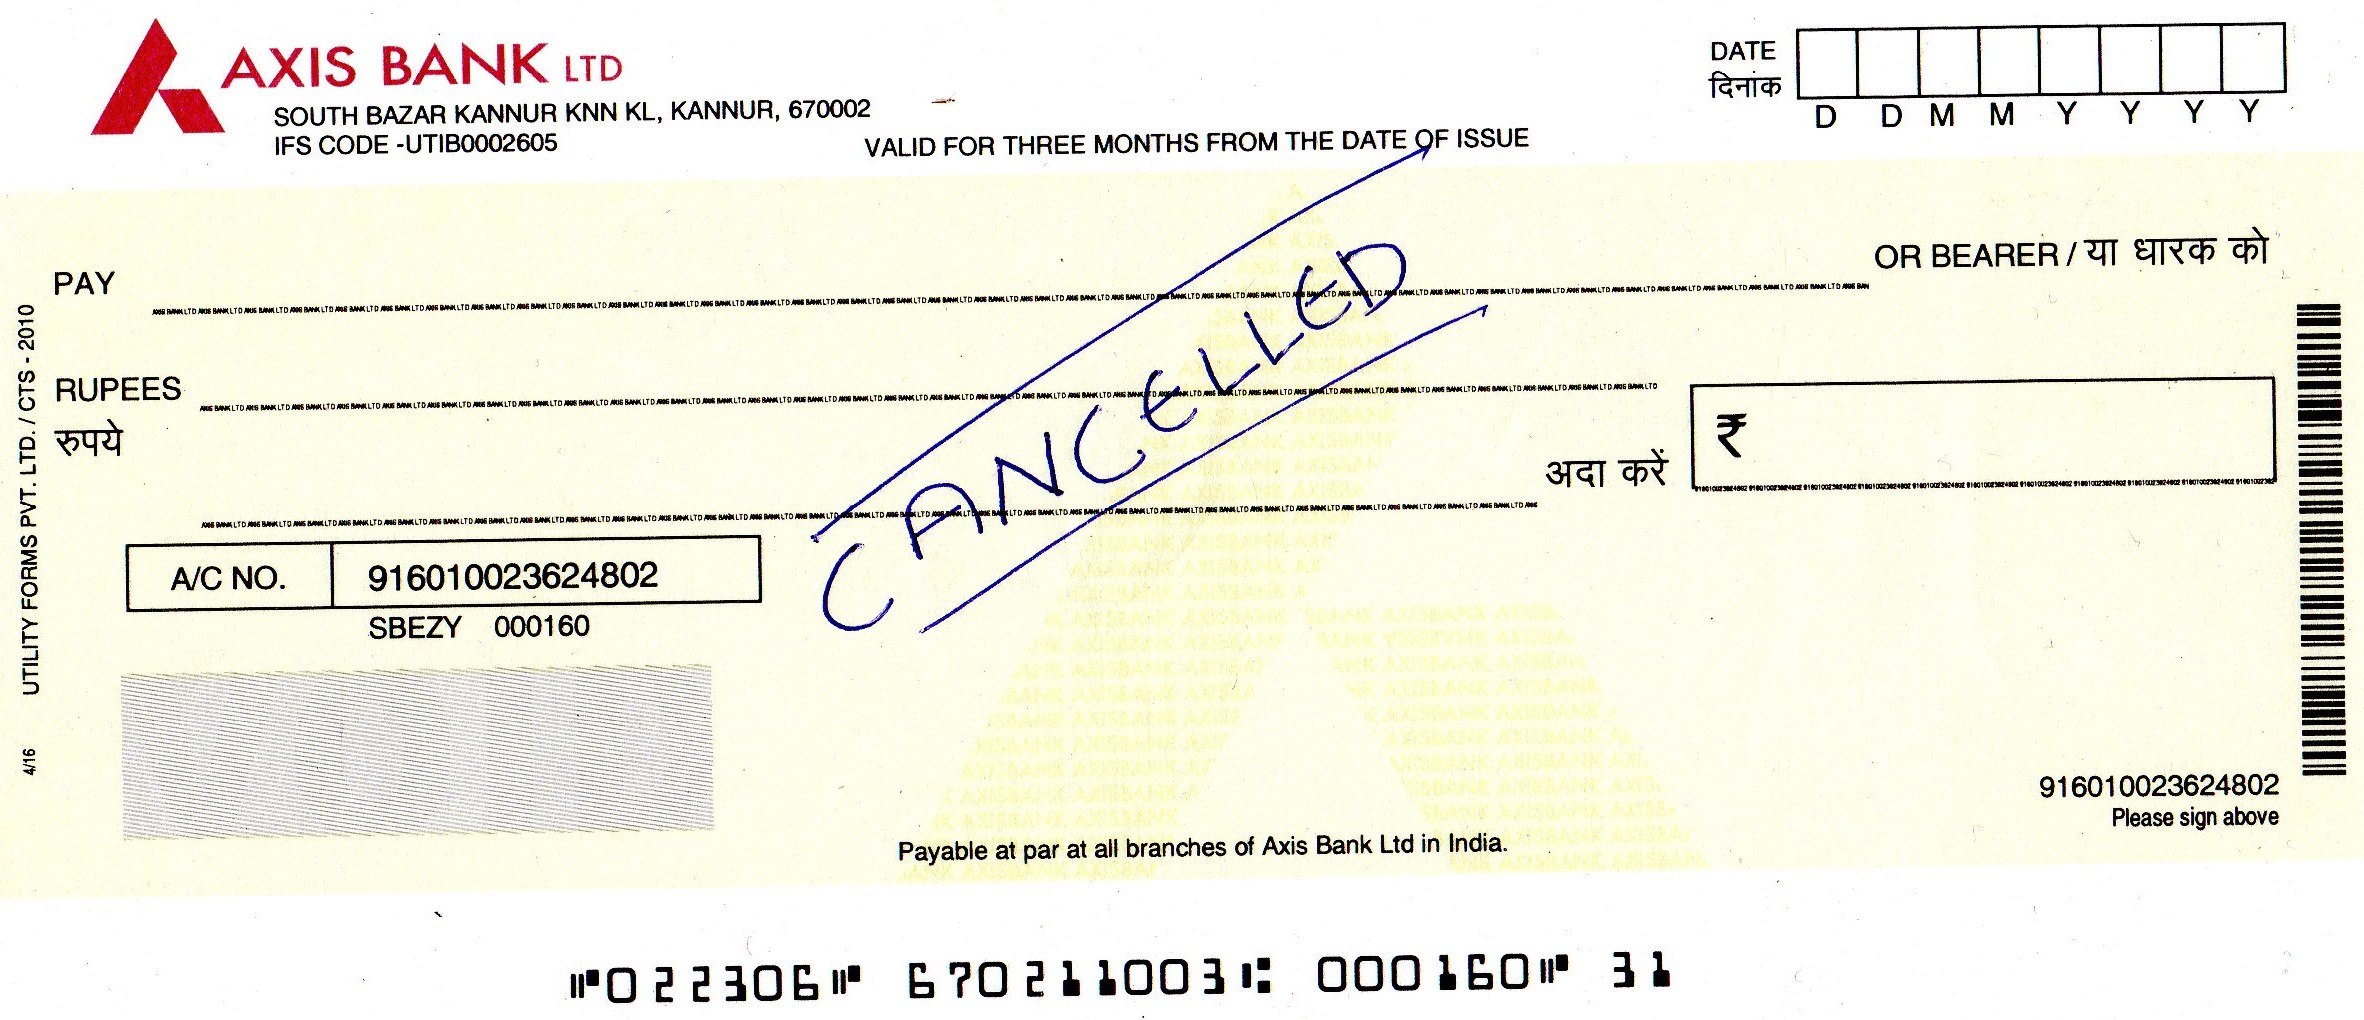 AXIS BANK LTD
SOUTH BAZAR KANNUR KNN KL, KANNUR, 670002
IFS CODE -UTIB0002605
VALID FOR THREE MONTHS FROM THE DATE OF ISSUE
DATE
दिनांक
D D M M Y Y Y Y
PAY
OR BEARER / या धारक को
RUPEES
रुपये
अदा करें
₹
CANCELLED
A/C NO. 916010023624802
SBEZY 000160
UTILITY FORMS PVT. LTD. / CTS - 2010
4/16
916010023624802
Please sign above
Payable at par at all branches of Axis Bank Ltd in India.
⑈022306⑈ 670211003⑆ 000160⑈ 31